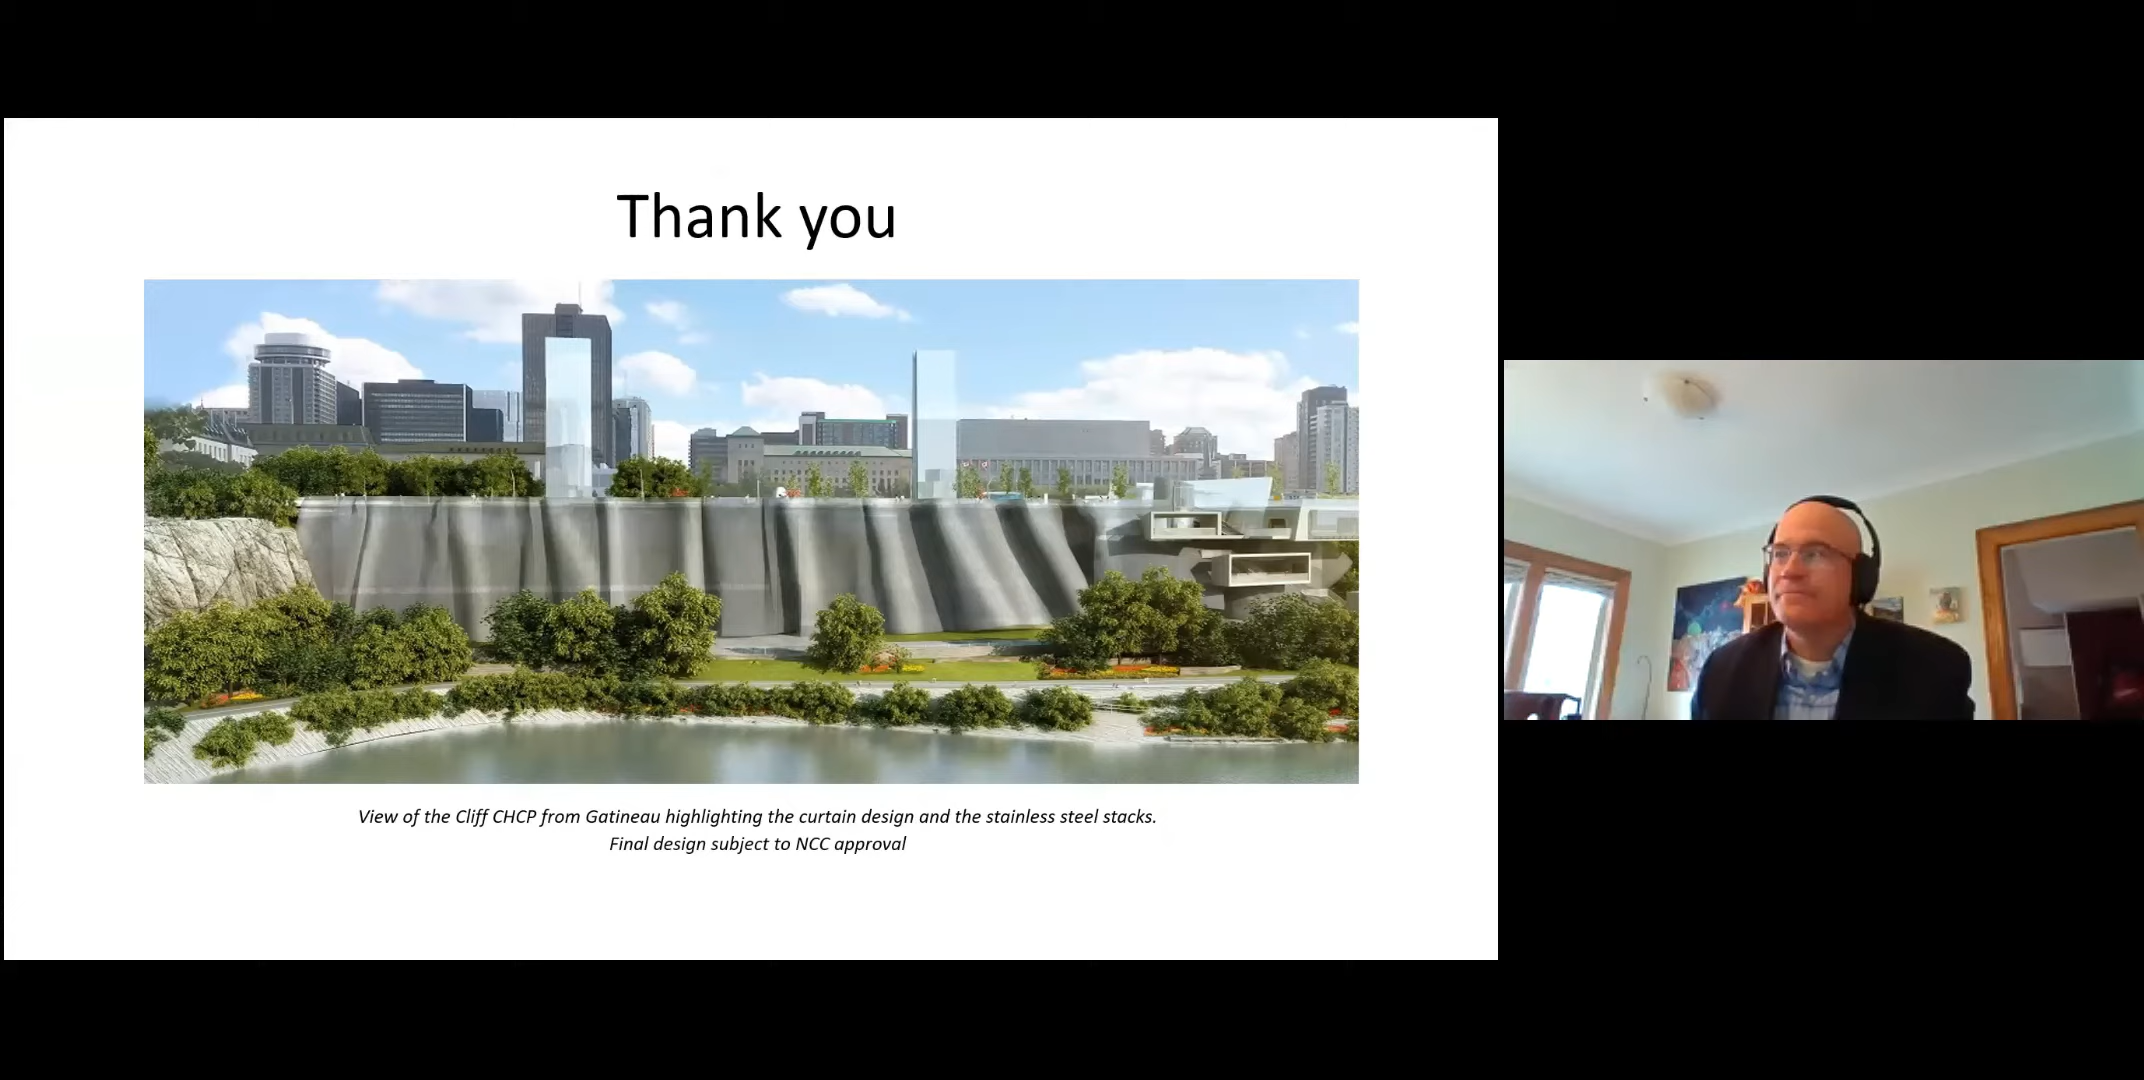 Thank you
View of the Cliff CHCP from Gatineau highlighting the curtain design and the stainless steel stacks.
Final design subject to NCC approval